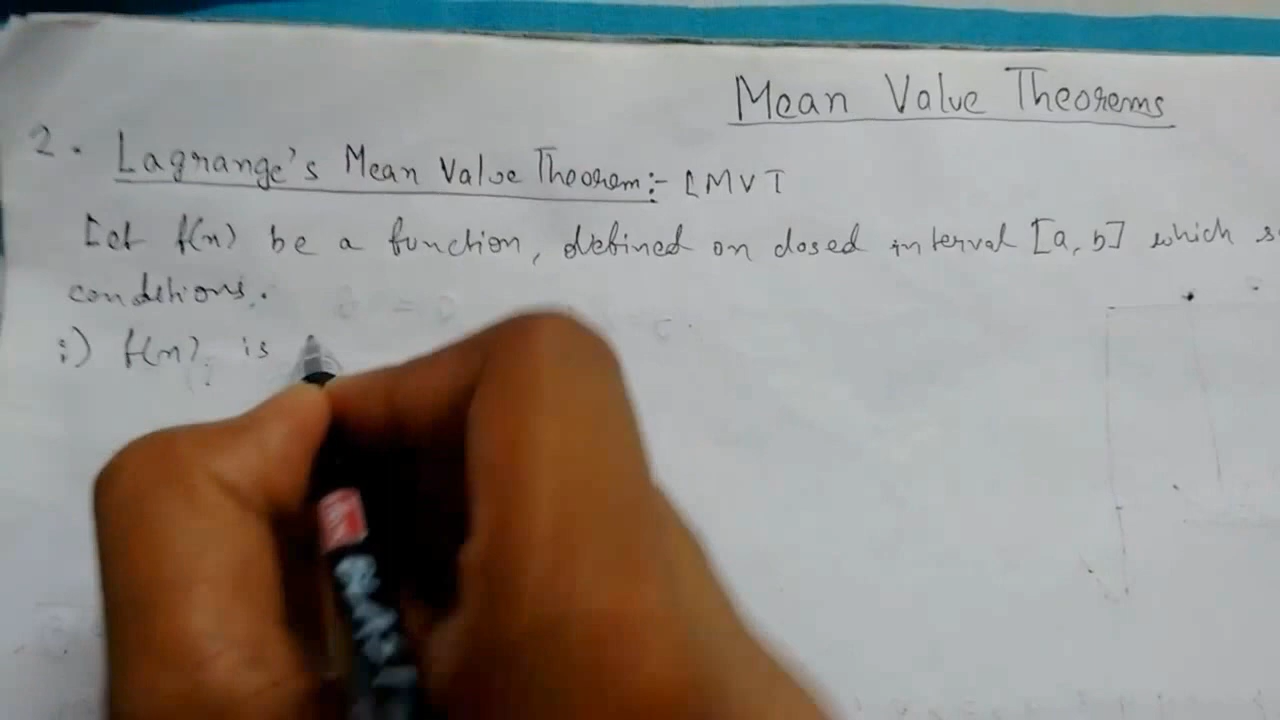 Mean Value Theorems
2. Lagrange's Mean Value Theorem:- LMVT
Let f(x) be a function, defined on closed interval [a, b] which
conditions.
i) f(x) is